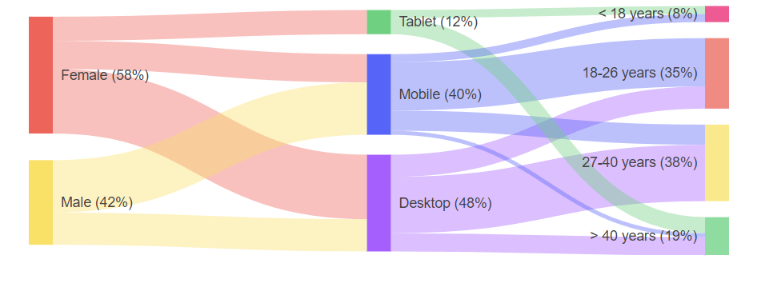 Female (58%)
Male (42%)
Tablet (12%)
Mobile (40%)
Desktop (48%)
< 18 years (8%)
18-26 years (35%)
27-40 years (38%)
> 40 years (19%)